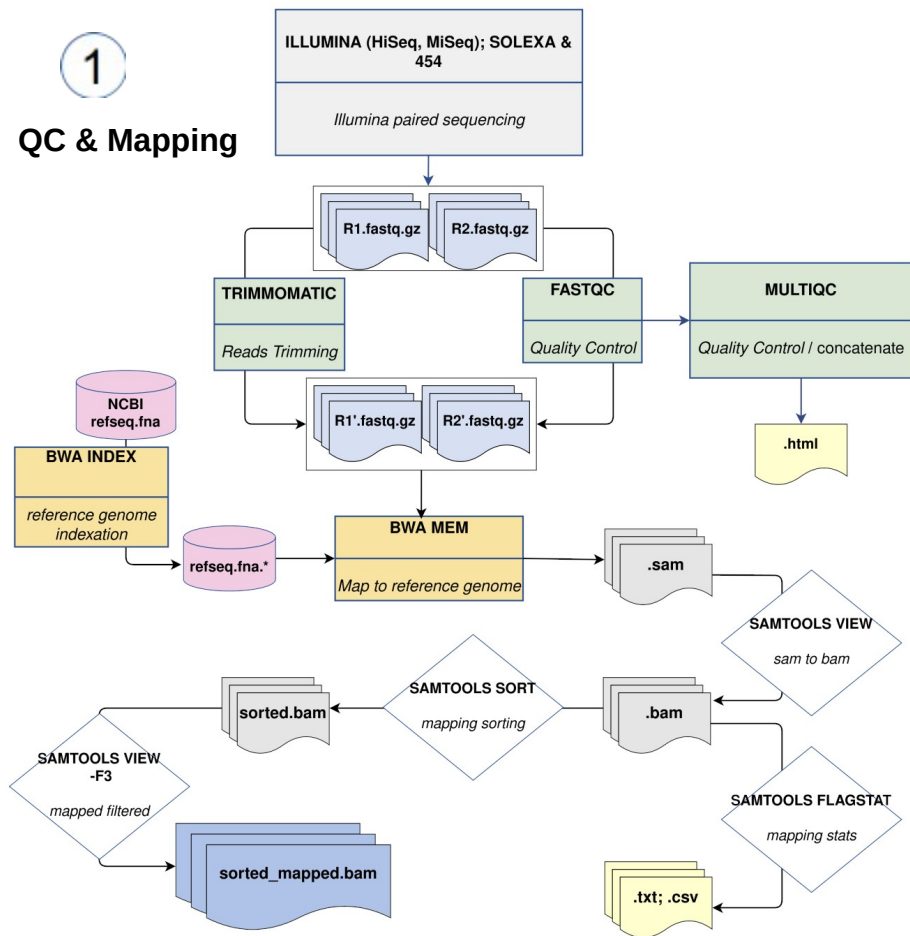 1
QC & Mapping
ILLUMINA (HiSeq, MiSeq); SOLEXA &
454
Illumina paired sequencing
R1.fastq.gz
R2.fastq.gz
TRIMMOMATIC
Reads Trimming
FASTQC
Quality Control
MULTIQC
Quality Control / concatenate
.html
NCBI
refseq.fna
R1'.fastq.gz
R2'.fastq.gz
BWA INDEX
reference genome
indexation
refseq.fna.*
BWA MEM
Map to reference genome
.sam
SAMTOOLS VIEW
sam to bam
.bam
SAMTOOLS SORT
mapping sorting
sorted.bam
SAMTOOLS VIEW
-F3
mapped filtered
sorted_mapped.bam
SAMTOOLS FLAGSTAT
mapping stats
.txt; .csv